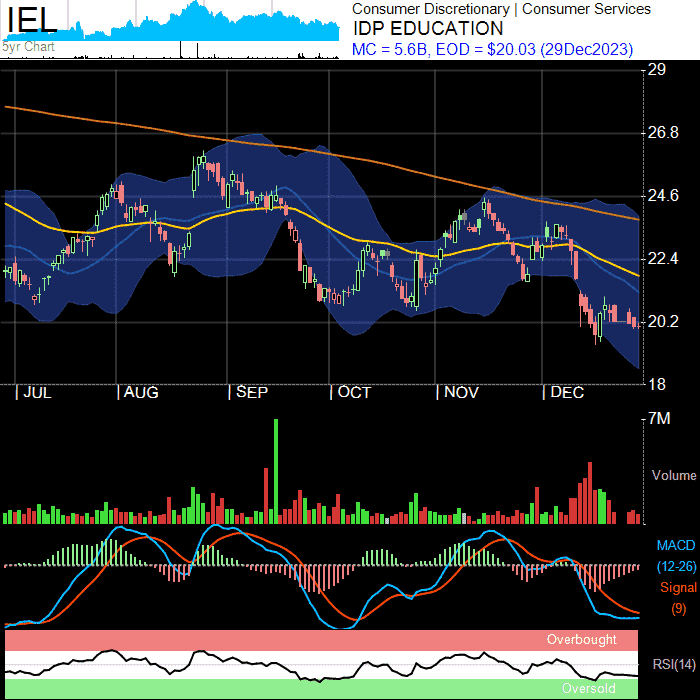 IEL
5yr Chart
Consumer Discretionary | Consumer Services
IDP EDUCATION
MC = 5.6B, EOD = $20.03 (29Dec2023)
29
26.8
24.6
22.4
20.2
18
| JUL | AUG | SEP | OCT | NOV | DEC
7M
Volume
MACD
(12-26)
Signal
(9)
Overbought
RSI(14)
Oversold